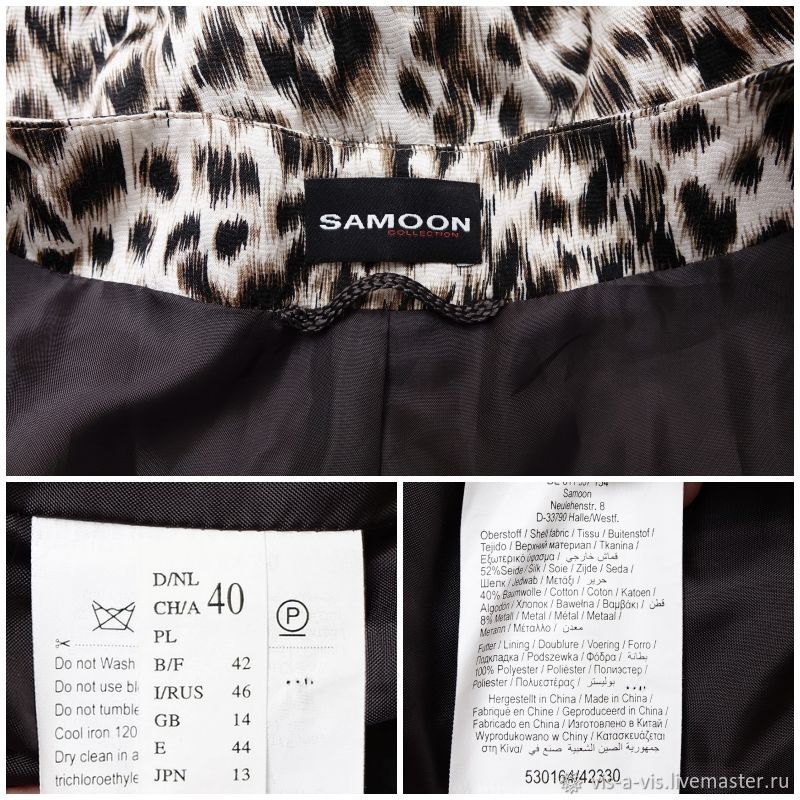 SAMOON
COLLECTION
D/NL
CH/A 40
PL
B/F 42
I/RUS 46
GB 14
E 44
JPN 13
P
Do not Wash
Do not use bl
Do not tumble
Cool iron 120
Dry clean in a
trichloroethyle
Samoon
Neulehenstr. 8
D-33790 Halle/Westf.
Oberstoff / Shell fabric / Tissu / Buitenstof /
Tejido / Верхний материал / Tkanina /
Εξωτερικό ύφασμα / قماش خارجي
52%Seide / Silk / Soie / Zijde / Seda /
Шелк / Jedwab / Μετάξι / حرير
40% Baumwolle / Cotton / Coton / Katoen /
Algodón / Хлопок / Bawełna / Βαμβάκι / قطن
8% Metall / Metal / Métal / Metaal /
Металл / Μέταλλο / معدن
Futter / Lining / Doublure / Voering / Forro /
Подкладка / Podszewka / Φόδρα / بطانة
100% Polyester / Poliéster / Полиэстер /
Poliester / Πολυεστέρας / بوليستر
Hergestellt in China / Made in China /
Fabriqué en Chine / Geproduceerd in China /
Fabricado en China / Изготовлено в Китай /
Wyprodukowano w Chiny / Κατασκευάζεται
στη Κίνα/ جمهورية الصين الشعبية صنع في
530164/42330
vis-a-vis.livemaster.ru